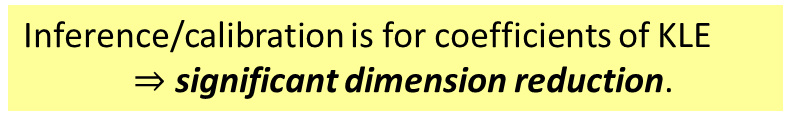 Inference/calibration is for coefficients of KLE
⇒ significant dimension reduction.